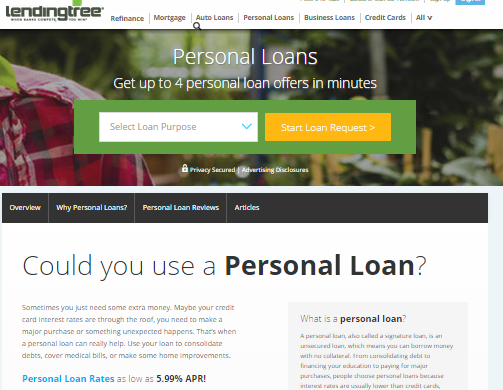 lendingtree®
WHEN BANKS COMPETE, YOU WIN®
Refinance Mortgage Auto Loans Personal Loans Business Loans Credit Cards All ∨
Personal Loans
Get up to 4 personal loan offers in minutes
Select Loan Purpose
Start Loan Request >
Privacy Secured | Advertising Disclosures
Overview Why Personal Loans? Personal Loan Reviews Articles
Could you use a Personal Loan?
Sometimes you just need some extra money. Maybe your credit
card interest rates are through the roof, you need to make a
major purchase or something unexpected happens. That's when
a personal loan can really help. Use your loan to consolidate
debts, cover medical bills, or make some home improvements.
Personal Loan Rates as low as 5.99% APR!
What is a personal loan?
A personal loan, also called a signature loan, is an
unsecured loan, which means you can borrow money
with no collateral. From consolidating debt to
financing your education to paying for major
purchases, people choose personal loans because
interest rates are usually lower than credit cards,